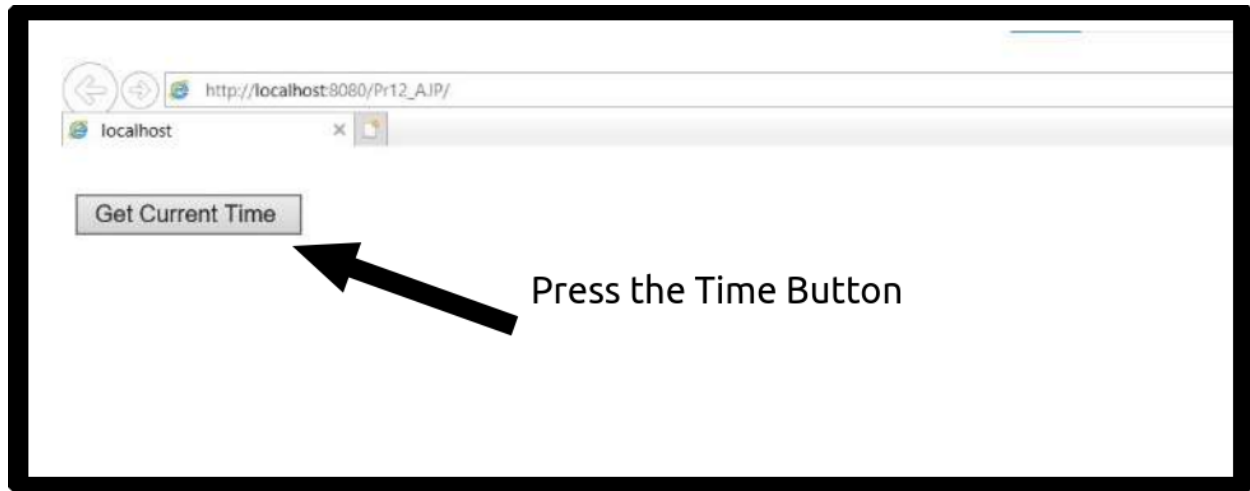 http://localhost:8080/Pr12_AJP/
localhost
Get Current Time
Press the Time Button